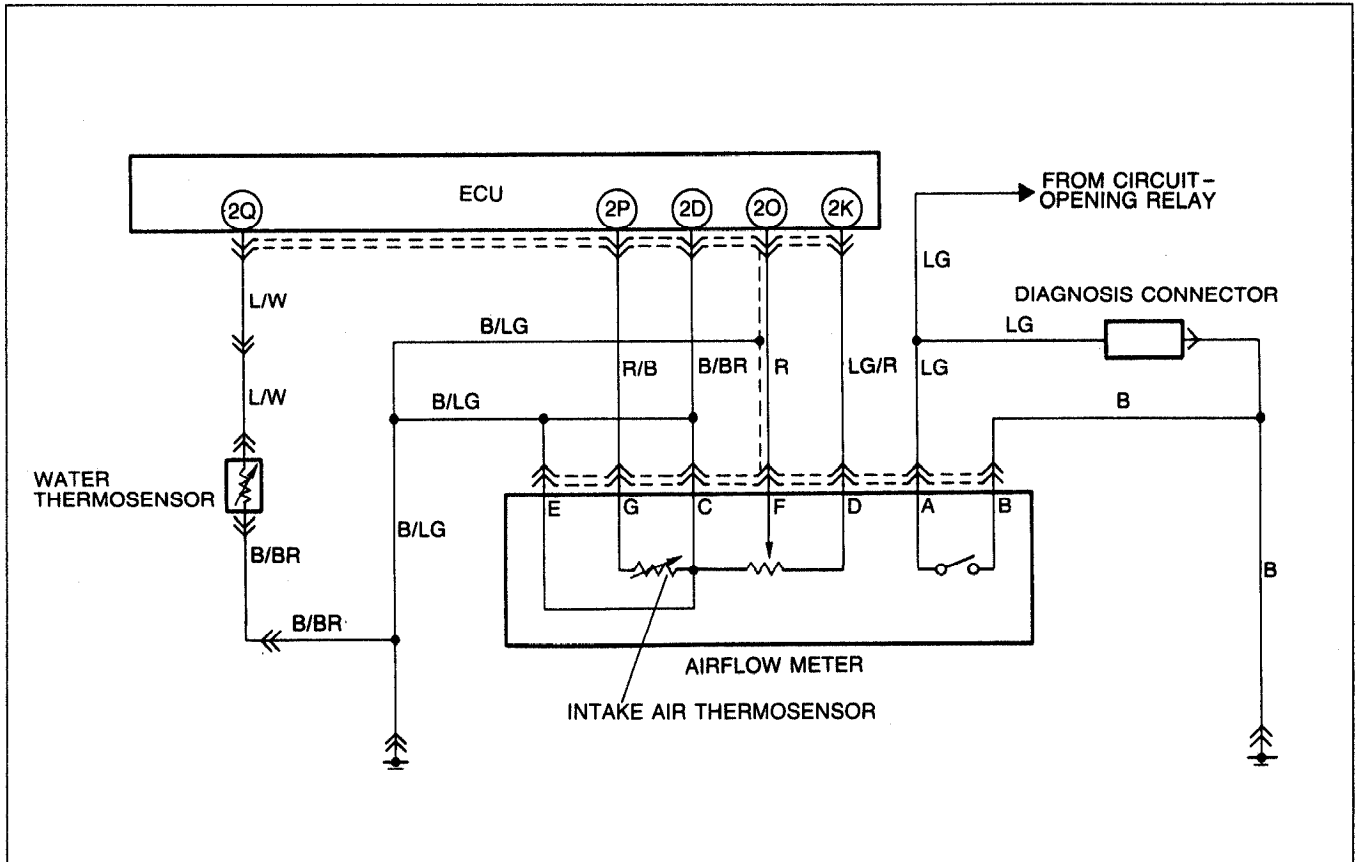 ECU
2Q
2P
2D
2O
2K
FROM CIRCUIT-
OPENING RELAY
LG
L/W
DIAGNOSIS CONNECTOR
B/LG
LG
R/B
B/BR
R
LG/R
LG
L/W
B/LG
B
WATER
THERMOSENSOR
E
G
C
F
D
A
B
B/LG
B/BR
B
B/BR
AIRFLOW METER
INTAKE AIR THERMOSENSOR